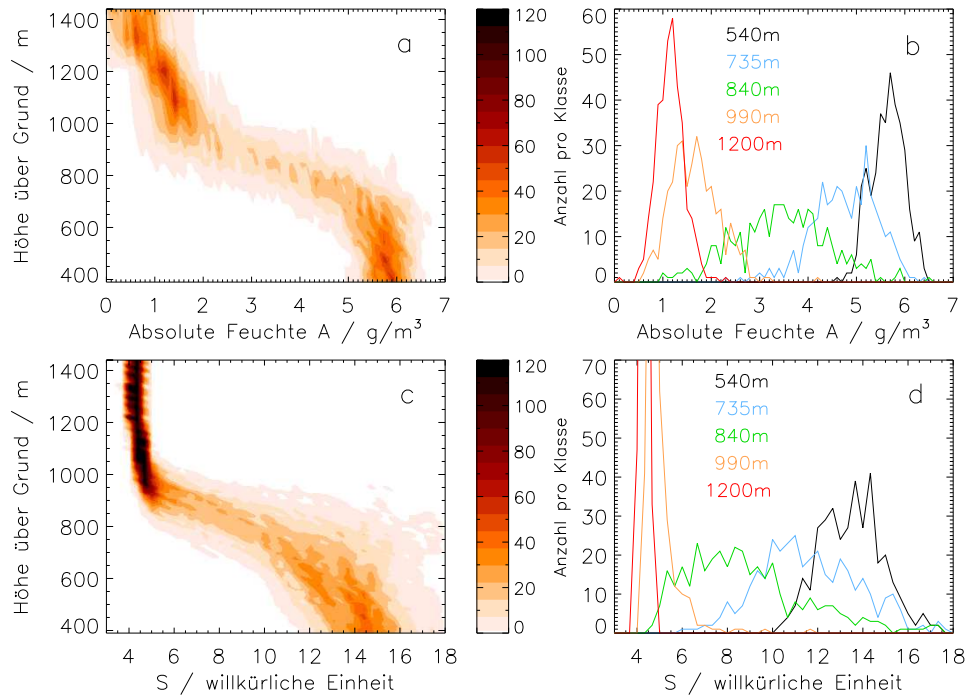 Höhe über Grund / m
1400
1200
1000
800
600
400
a
0 1 2 3 4 5 6 7
Absolute Feuchte A / g/m³
120
100
80
60
40
20
0
Anzahl pro Klasse
60
50
40
30
20
10
0
540m
735m
840m
990m
1200m
b
0 1 2 3 4 5 6 7
Absolute Feuchte A / g/m³
Höhe über Grund / m
1400
1200
1000
800
600
400
c
4 6 8 10 12 14 16 18
S / willkürliche Einheit
120
100
80
60
40
20
0
Anzahl pro Klasse
70
60
50
40
30
20
10
0
540m
735m
840m
990m
1200m
d
4 6 8 10 12 14 16 18
S / willkürliche Einheit